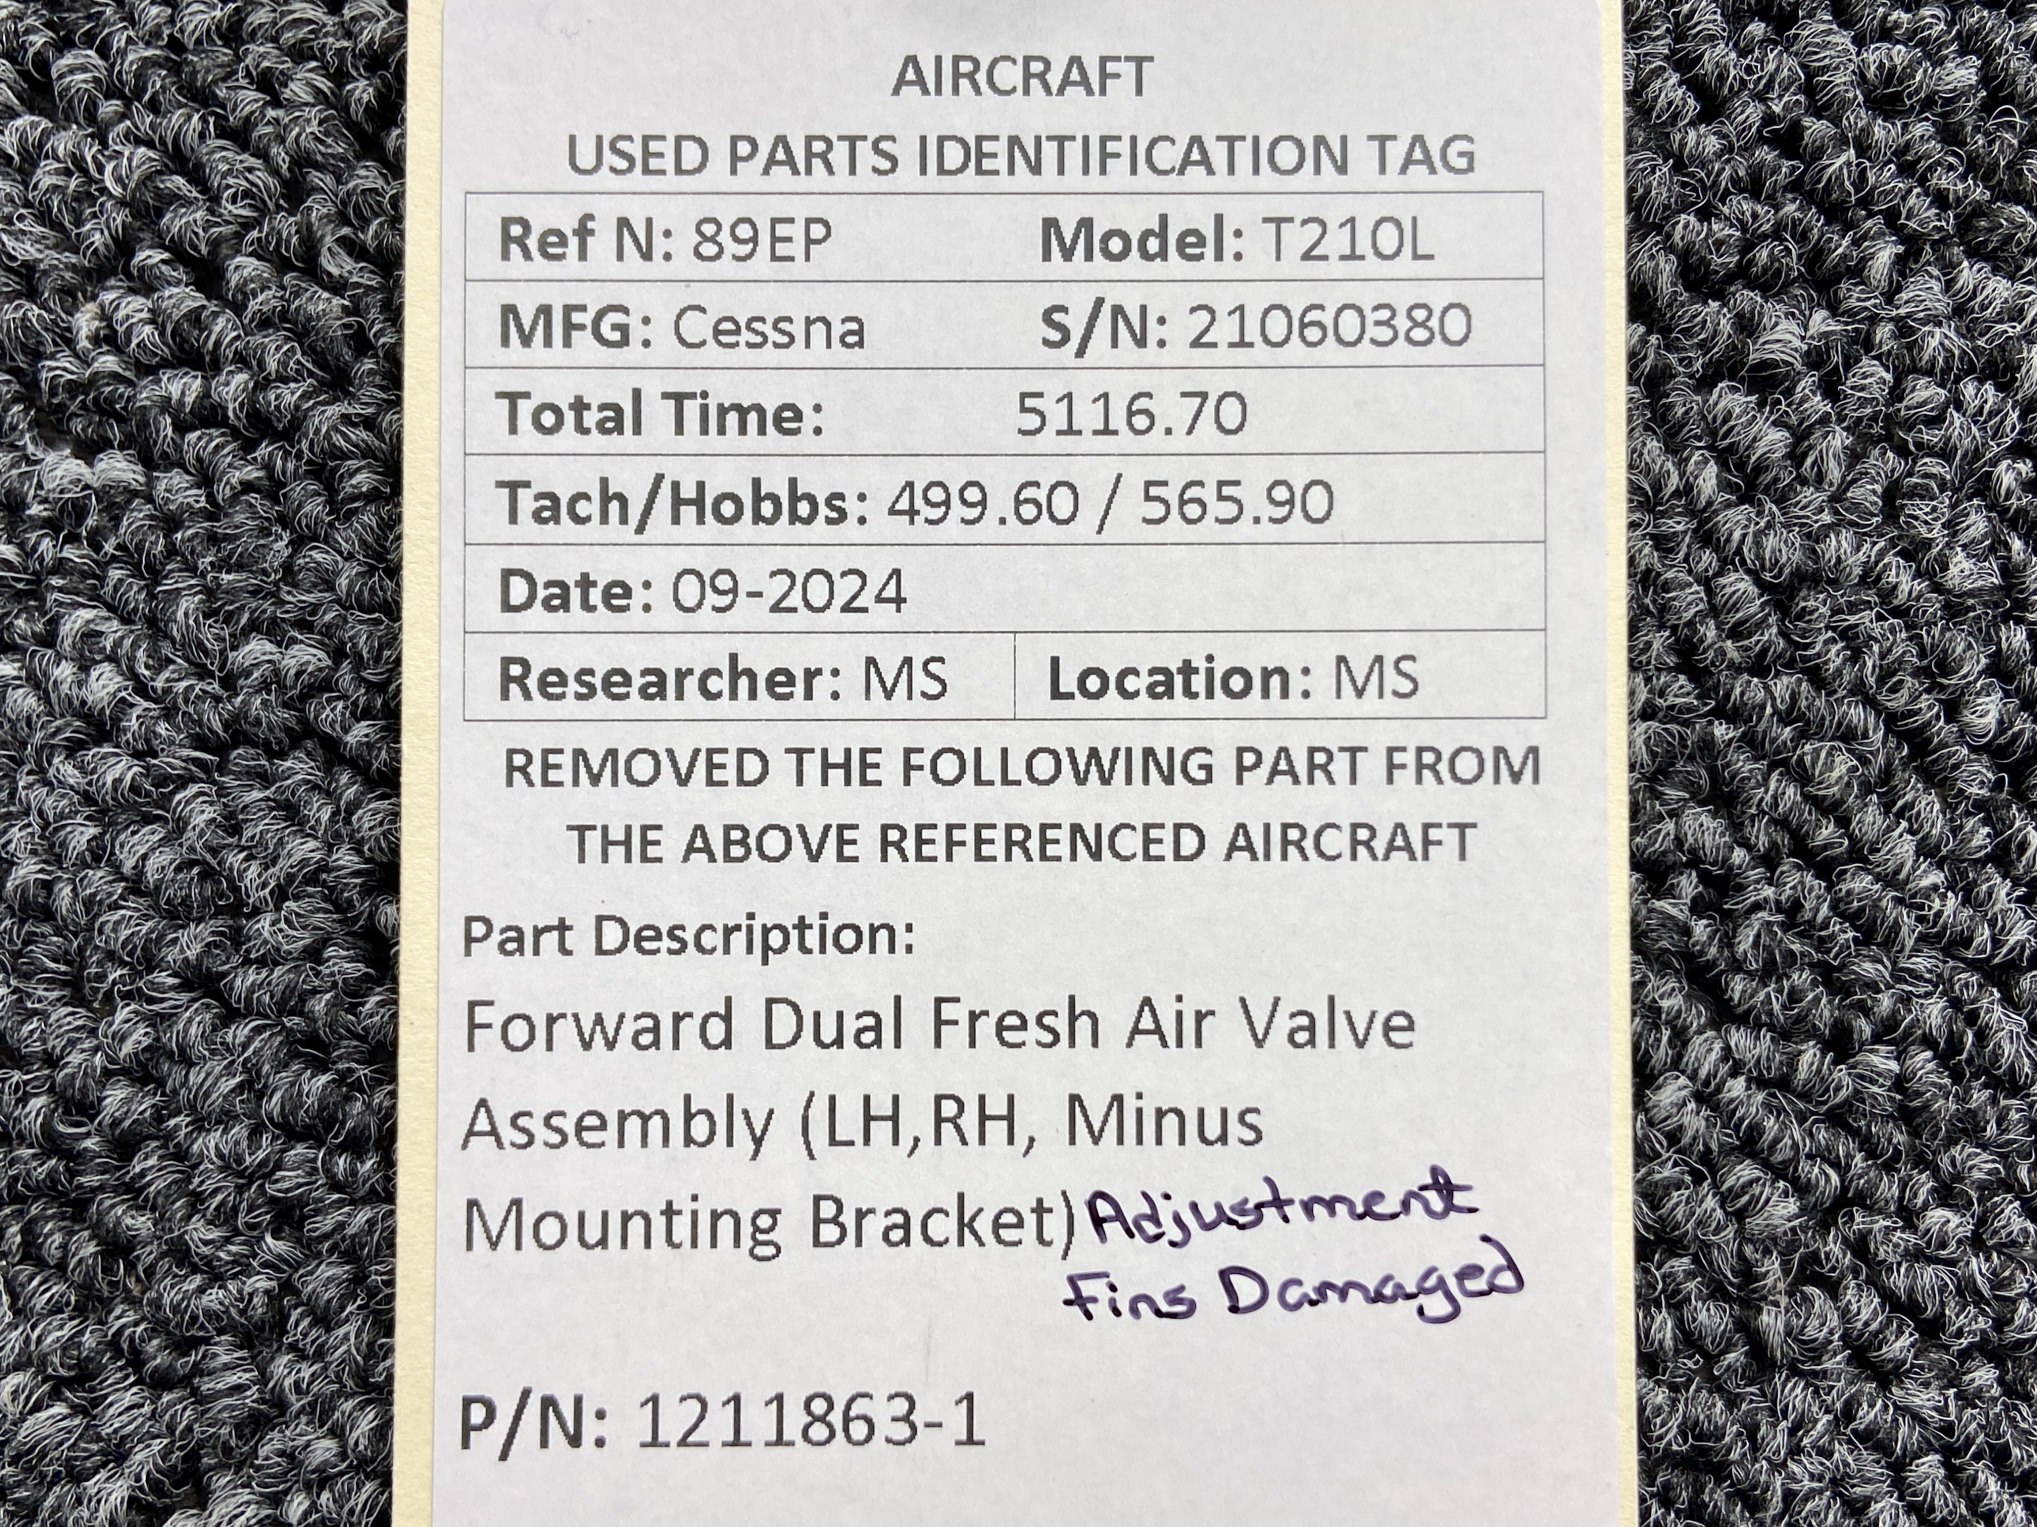 AIRCRAFT
USED PARTS IDENTIFICATION TAG
Ref N: 89EP Model: T210L
MFG: Cessna S/N: 21060380
Total Time: 5116.70
Tach/Hobbs: 499.60 / 565.90
Date: 09-2024
Researcher: MS Location: MS
REMOVED THE FOLLOWING PART FROM
THE ABOVE REFERENCED AIRCRAFT
Part Description:
Forward Dual Fresh Air Valve
Assembly (LH,RH, Minus
Mounting Bracket) Adjustment
Fins Damaged
P/N: 1211863-1